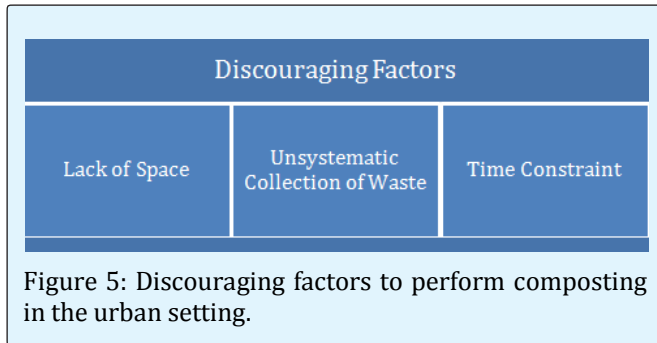 Discouraging Factors
Lack of Space
Unsystematic
Collection of Waste
Time Constraint
Figure 5: Discouraging factors to perform composting
in the urban setting.